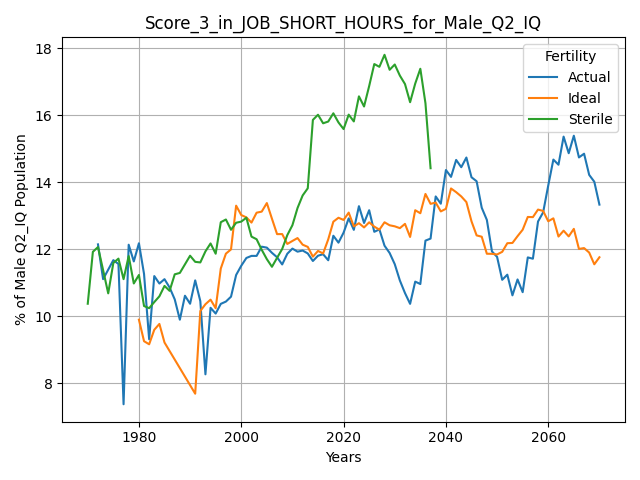 Score_3_in_JOB_SHORT_HOURS_for_Male_Q2_IQ
Fertility
Actual
Ideal
Sterile
% of Male Q2_IQ Population
18
16
14
12
10
8
1980
2000
2020
2040
2060
Years